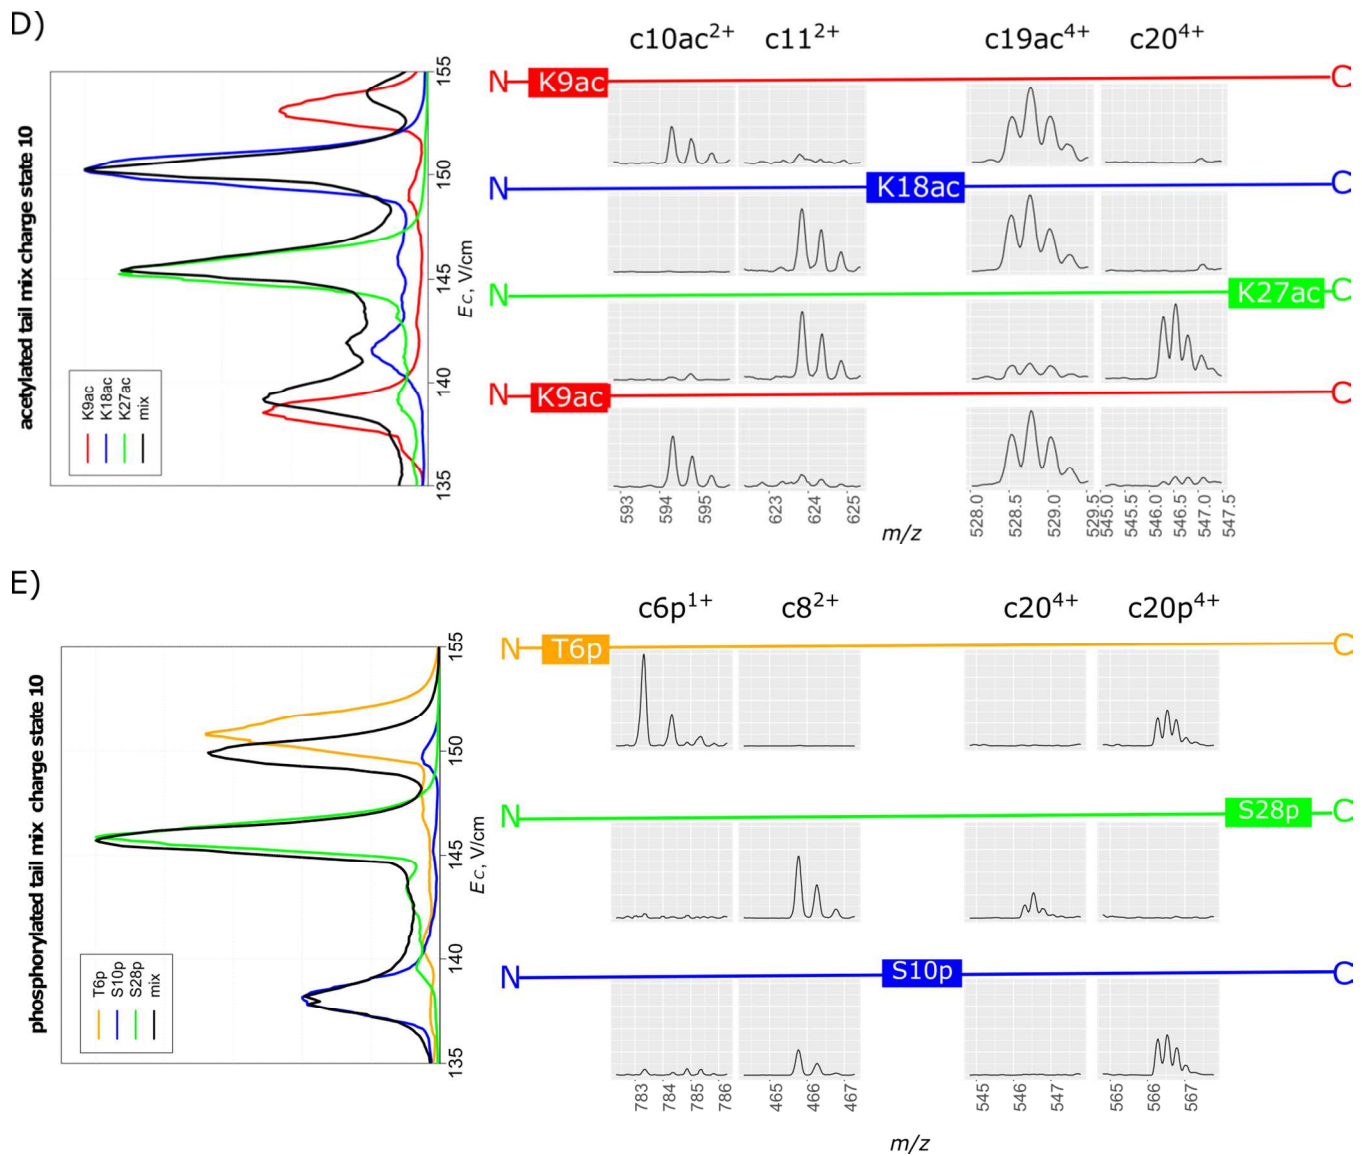 D)
acetylated tail mix charge state 10
K9ac
K18ac
K27ac
mix
135
140
145
150
155
Ec, V/cm
c10ac2+ c112+ c19ac4+ c204+
N K9ac C
N K18ac C
N K27ac C
N K9ac C
593 594 595 623 624 625 528.0 528.5 529.0 529.5 545.0 545.5 546.0 546.5 547.0 547.5
m/z
E)
phosphorylated tail mix charge state 10
T6p
S10p
S28p
mix
135
140
145
150
155
Ec, V/cm
c6p1+ c82+ c204+ c20p4+
N T6p C
N S28p C
N S10p C
783 784 785 786 465 466 467 545 546 547 565 566 567
m/z